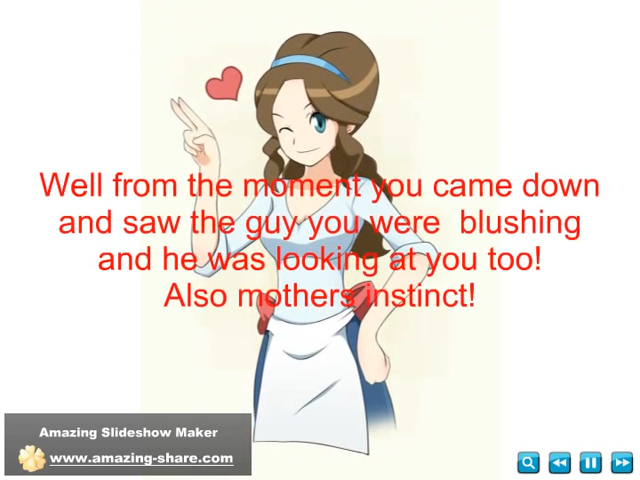 Well from the moment you came down
and saw the guy you were  blushing
and he was looking at you too!
Also mothers instinct!
Amazing Slideshow Maker
www.amazing-share.com